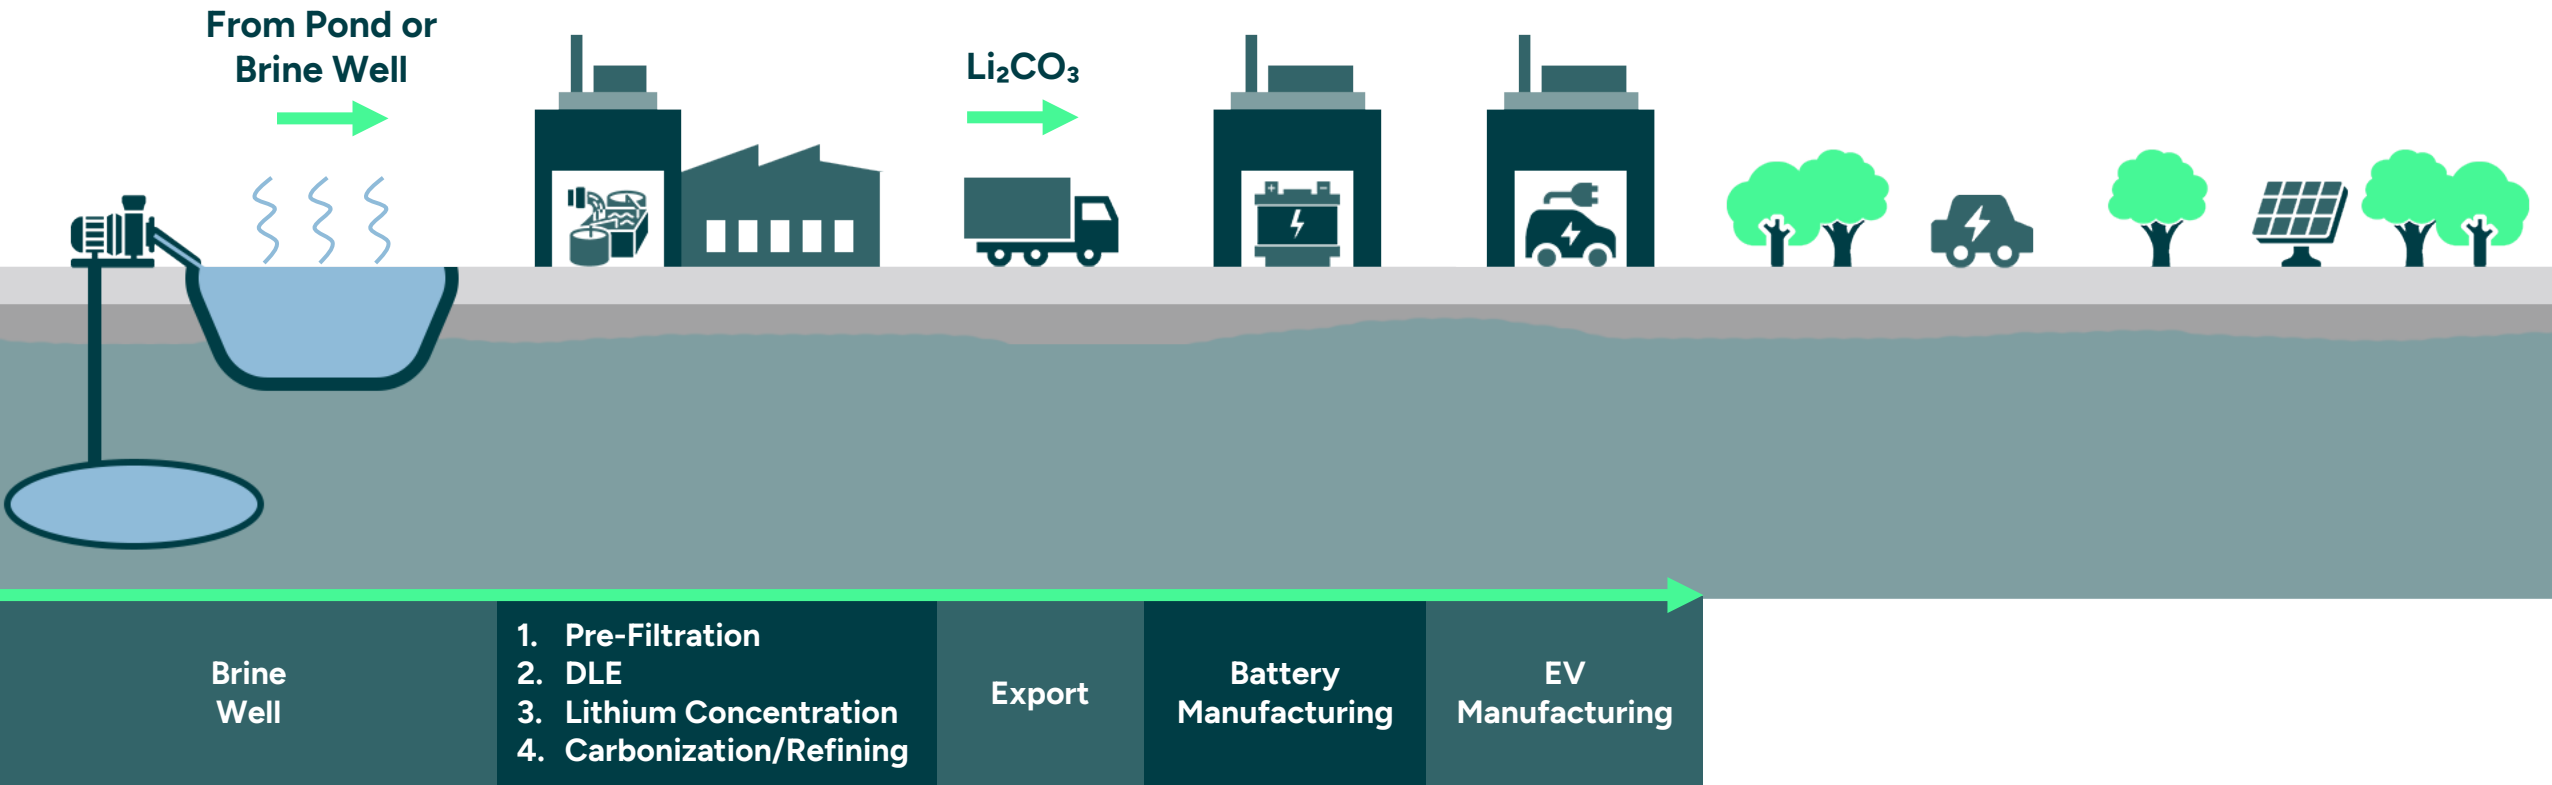 From Pond or
Brine Well
Li₂CO₃
Brine
Well
1. Pre-Filtration
2. DLE
3. Lithium Concentration
4. Carbonization/Refining
Export
Battery
Manufacturing
EV
Manufacturing